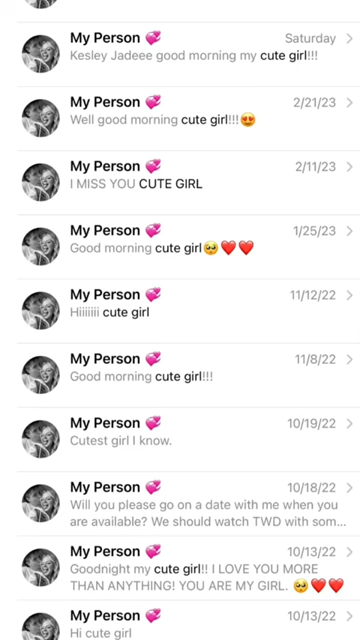 My Person 💞 Saturday
Kesley Jadeee good morning my cute girl!!!
My Person 💞 2/21/23
Well good morning cute girl!!!😍
My Person 💞 2/11/23
I MISS YOU CUTE GIRL
My Person 💞 1/25/23
Good morning cute girl🥺❤️❤️
My Person 💞 11/12/22
Hiiiiiii cute girl
My Person 💞 11/8/22
Good morning cute girl!!!
My Person 💞 10/19/22
Cutest girl I know.
My Person 💞 10/18/22
Will you please go on a date with me when you
are available? We should watch TWD with som...
My Person 💞 10/13/22
Goodnight my cute girl!! I LOVE YOU MORE
THAN ANYTHING! YOU ARE MY GIRL. 🥺❤️❤️
My Person 💞 10/13/22
Hi cute girl